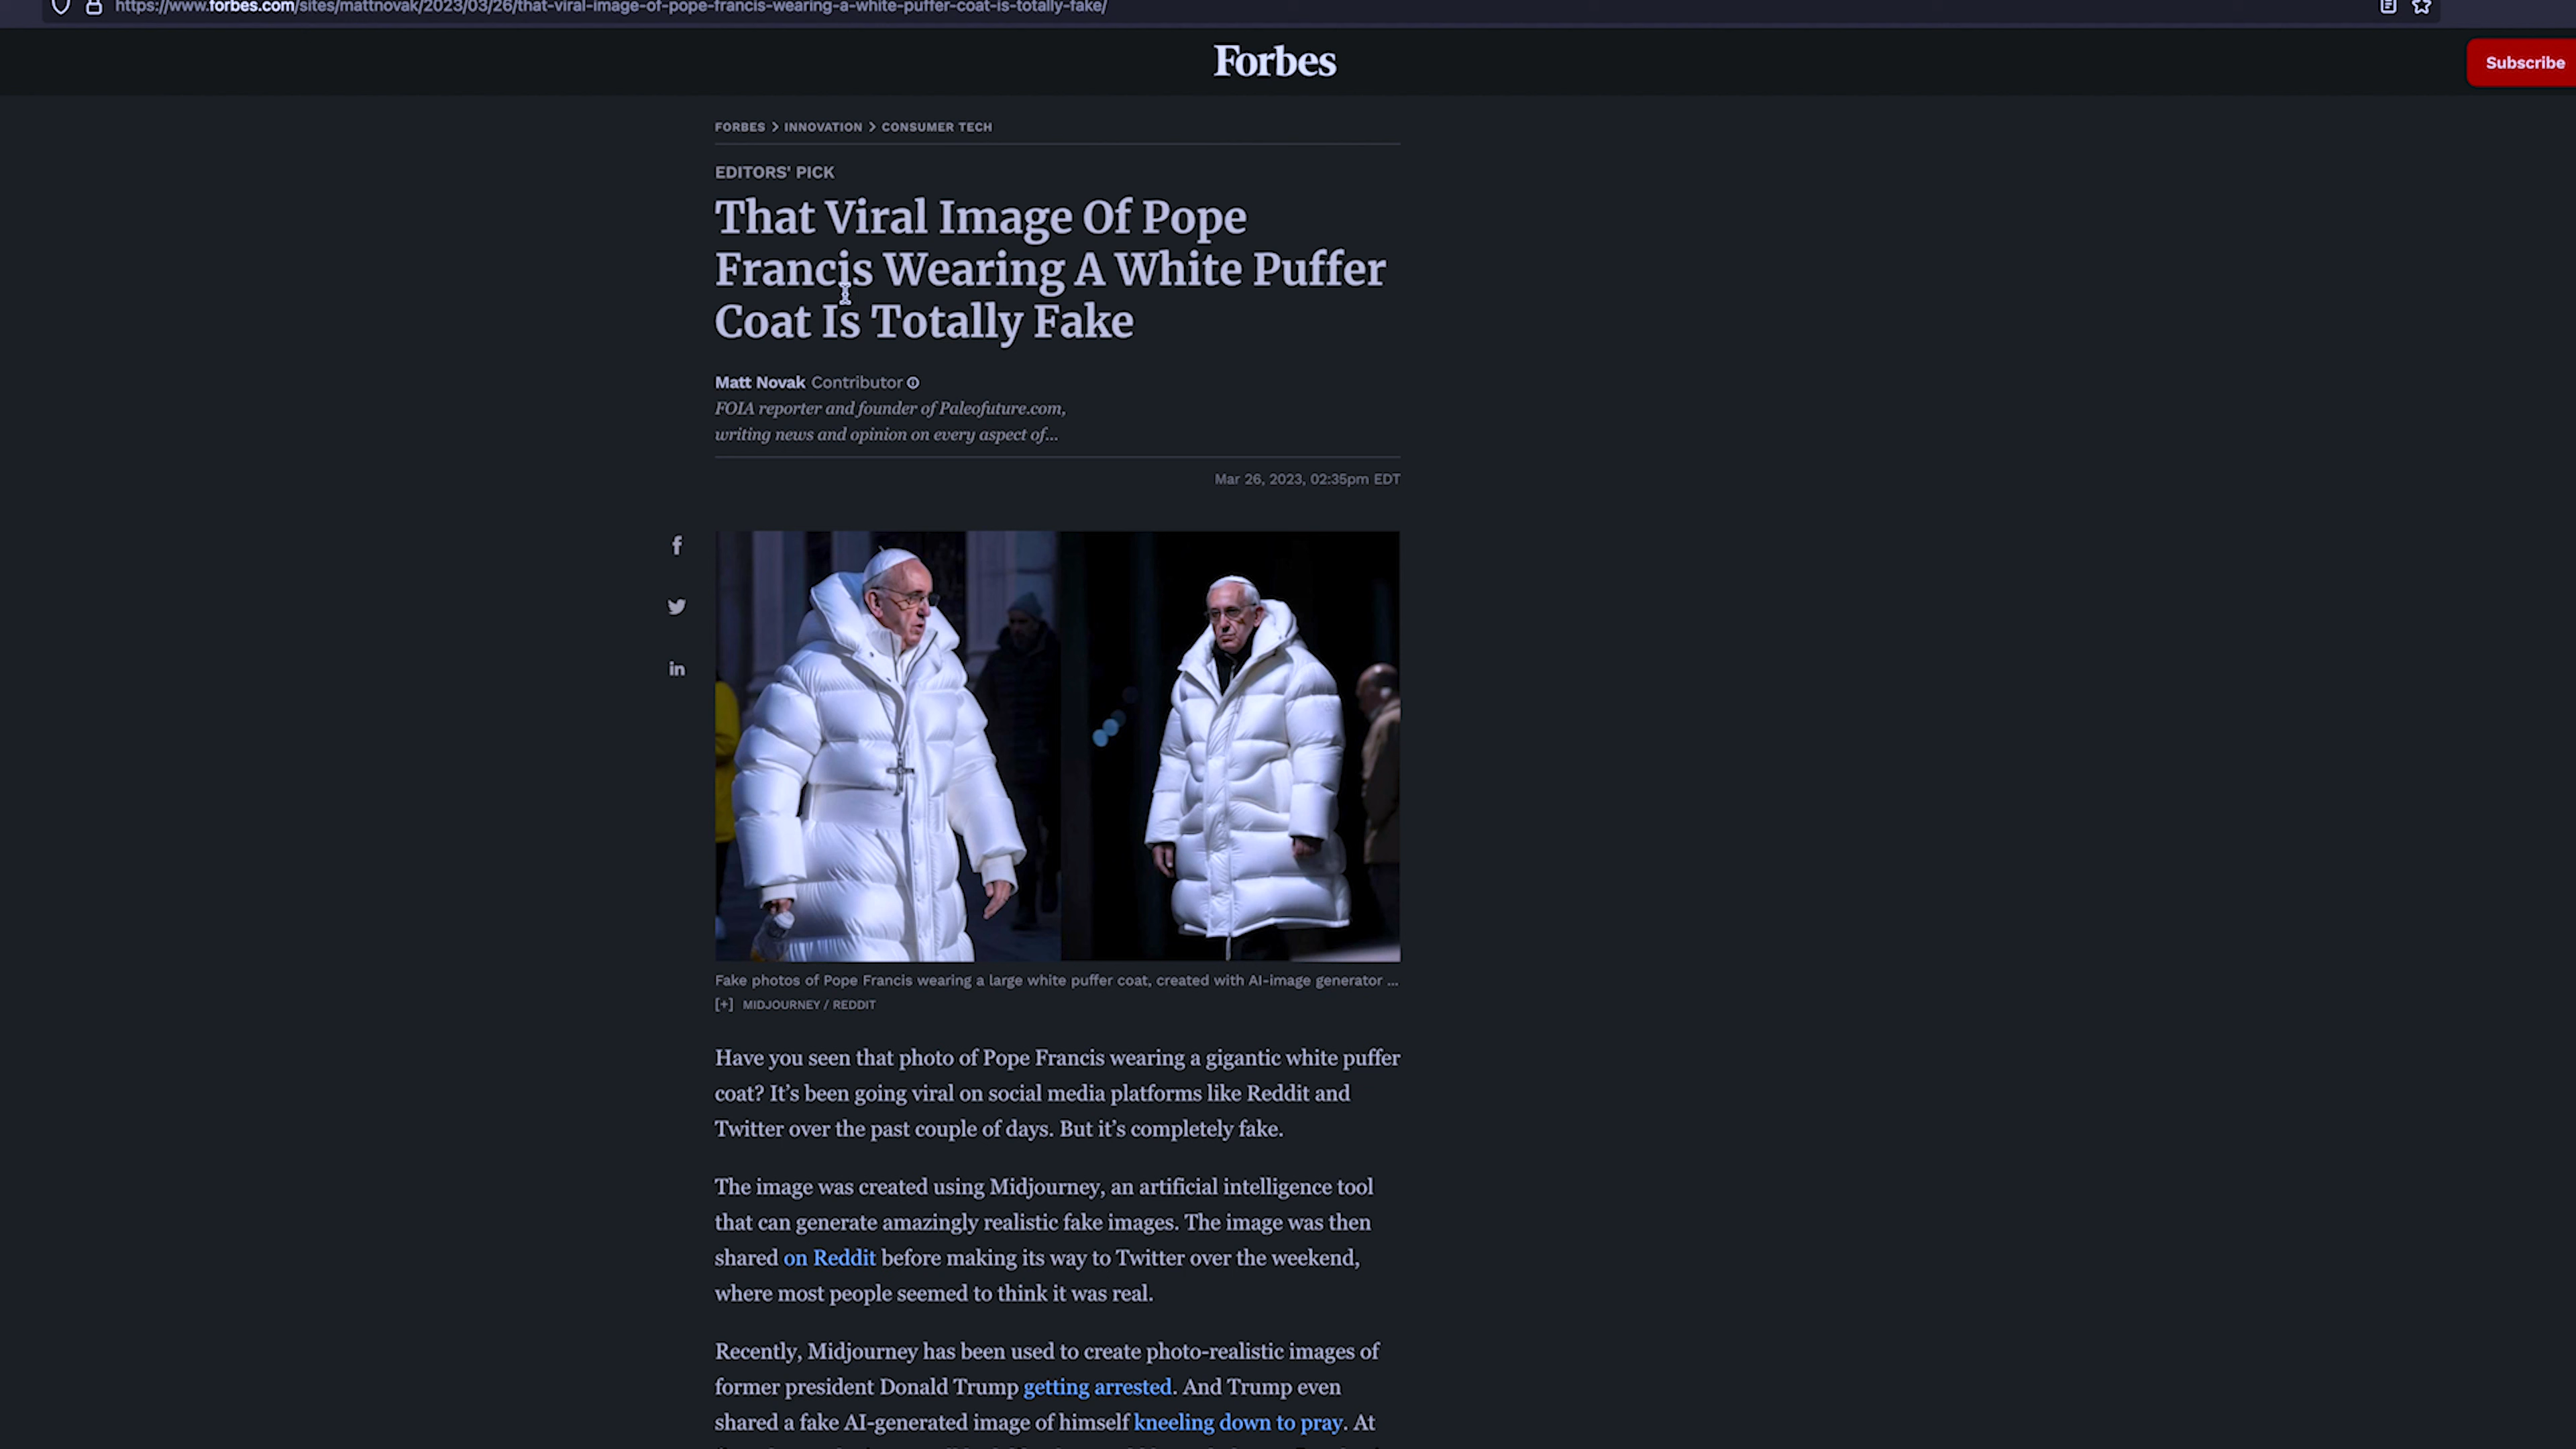 https://www.forbes.com/sites/mattnovak/2023/03/26/that-viral-image-of-pope-francis-wearing-a-white-puffer-coat-is-totally-fake/
Forbes
Subscribe
FORBES > INNOVATION > CONSUMER TECH
EDITORS' PICK
That Viral Image Of Pope
Francis Wearing A White Puffer
Coat Is Totally Fake
Matt Novak Contributor
FOIA reporter and founder of Paleofuture.com,
writing news and opinion on every aspect of...
Mar 26, 2023, 02:35pm EDT
f
in
Fake photos of Pope Francis wearing a large white puffer coat, created with AI-image generator ...
[+] MIDJOURNEY / REDDIT
Have you seen that photo of Pope Francis wearing a gigantic white puffer
coat? It's been going viral on social media platforms like Reddit and
Twitter over the past couple of days. But it's completely fake.
The image was created using Midjourney, an artificial intelligence tool
that can generate amazingly realistic fake images. The image was then
shared on Reddit before making its way to Twitter over the weekend,
where most people seemed to think it was real.
Recently, Midjourney has been used to create photo-realistic images of
former president Donald Trump getting arrested. And Trump even
shared a fake AI-generated image of himself kneeling down to pray. At